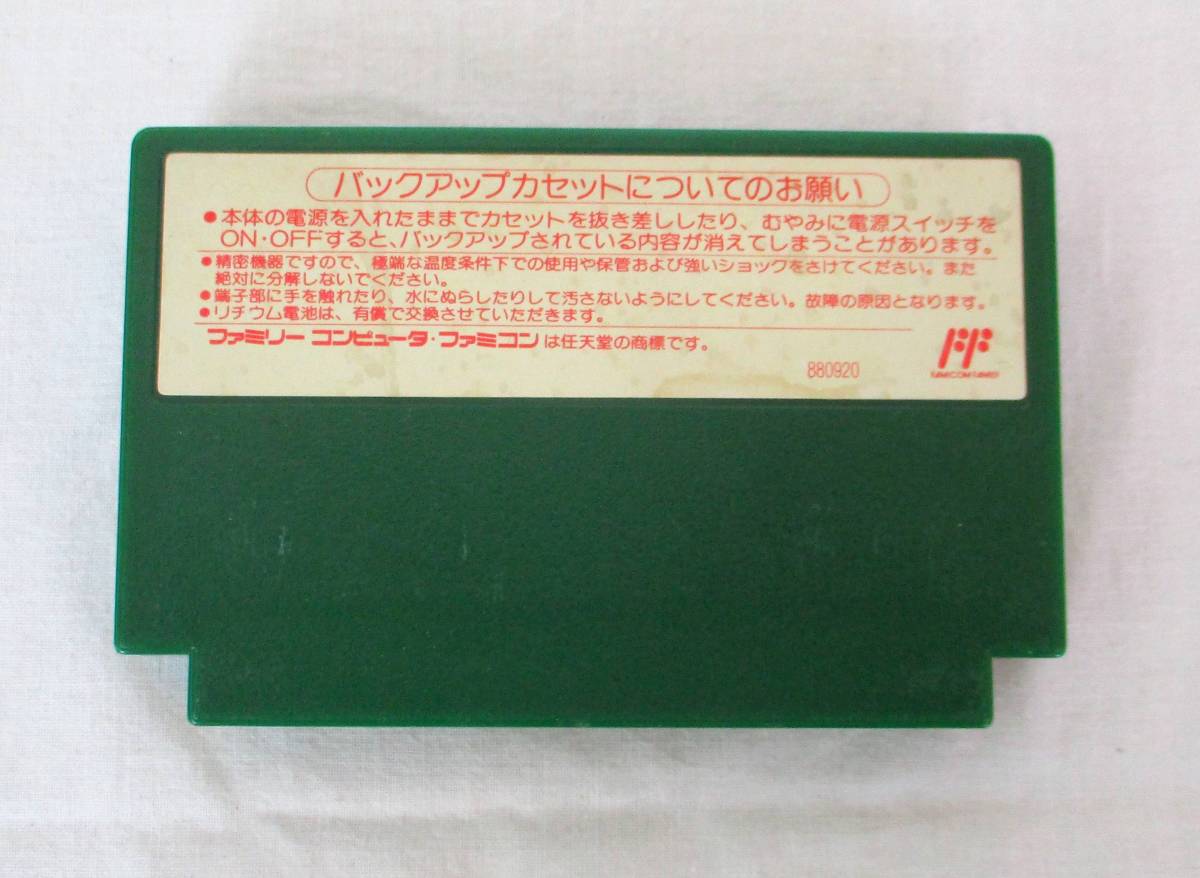 バックアップカセットについてのお願い
●本体の電源を入れたままでカセットを抜き差ししたり、むやみに電源スイッチを
ON・OFFすると、バックアップされている内容が消えてしまうことがあります。
●精密機器ですので、極端な温度条件下での使用や保管および強いショックをさけてください。また
絶対に分解しないでください。
●端子部に手を触れたり、水にぬらしたりして汚さないようにしてください。故障の原因となります。
●リチウム電池は、有償で交換させていただきます。
ファミリーコンピュータ・ファミコンは任天堂の商標です。
880920
FF
FAMICOM FAMILY